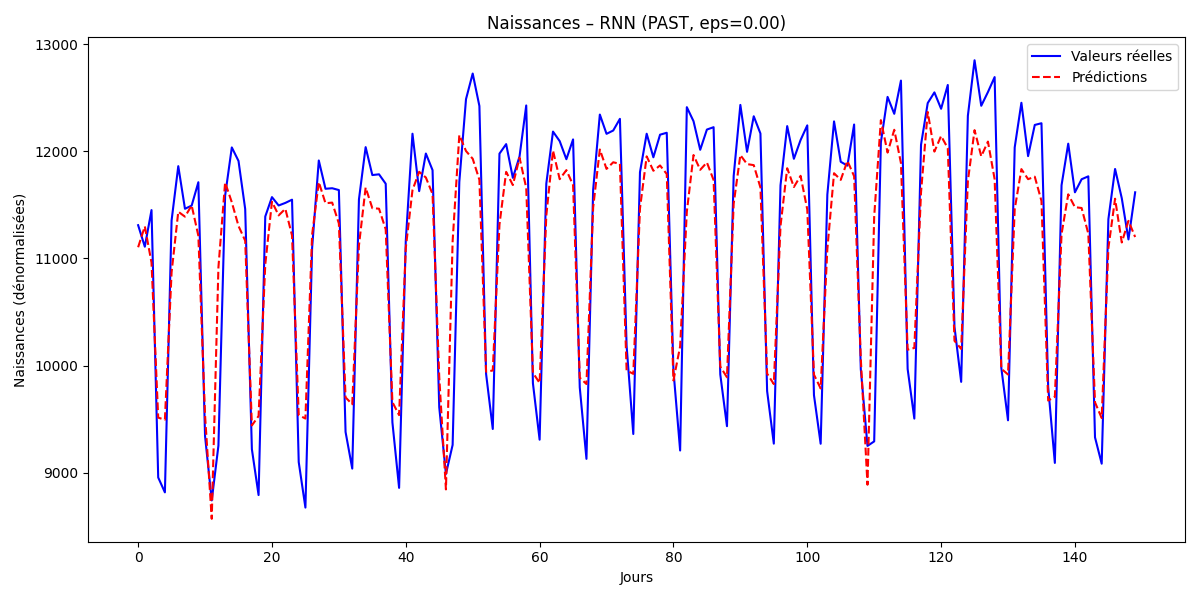 Naissances – RNN (PAST, eps=0.00)
Valeurs réelles
Prédictions
Naissances (dénormalisées)
13000
12000
11000
10000
9000
0 20 40 60 80 100 120 140
Jours